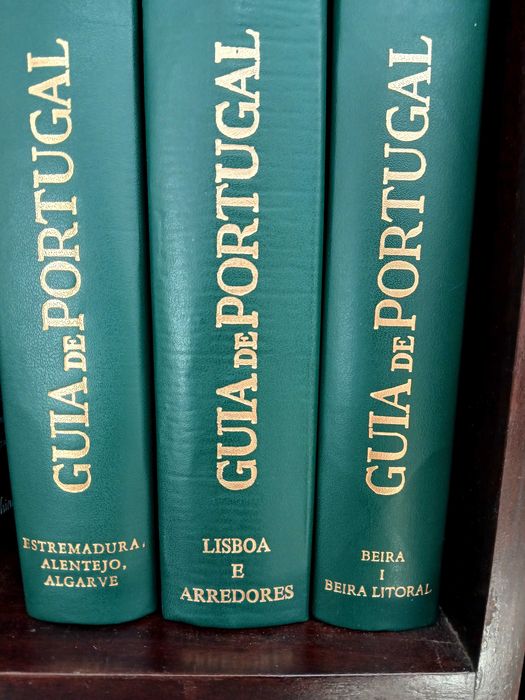 GUIA DE PORTUGAL
ESTREMADURA,
ALENTEJO,
ALGARVE
GUIA DE PORTUGAL
LISBOA
E
ARREDORES
GUIA DE PORTUGAL
BEIRA
I
BEIRA LITORAL